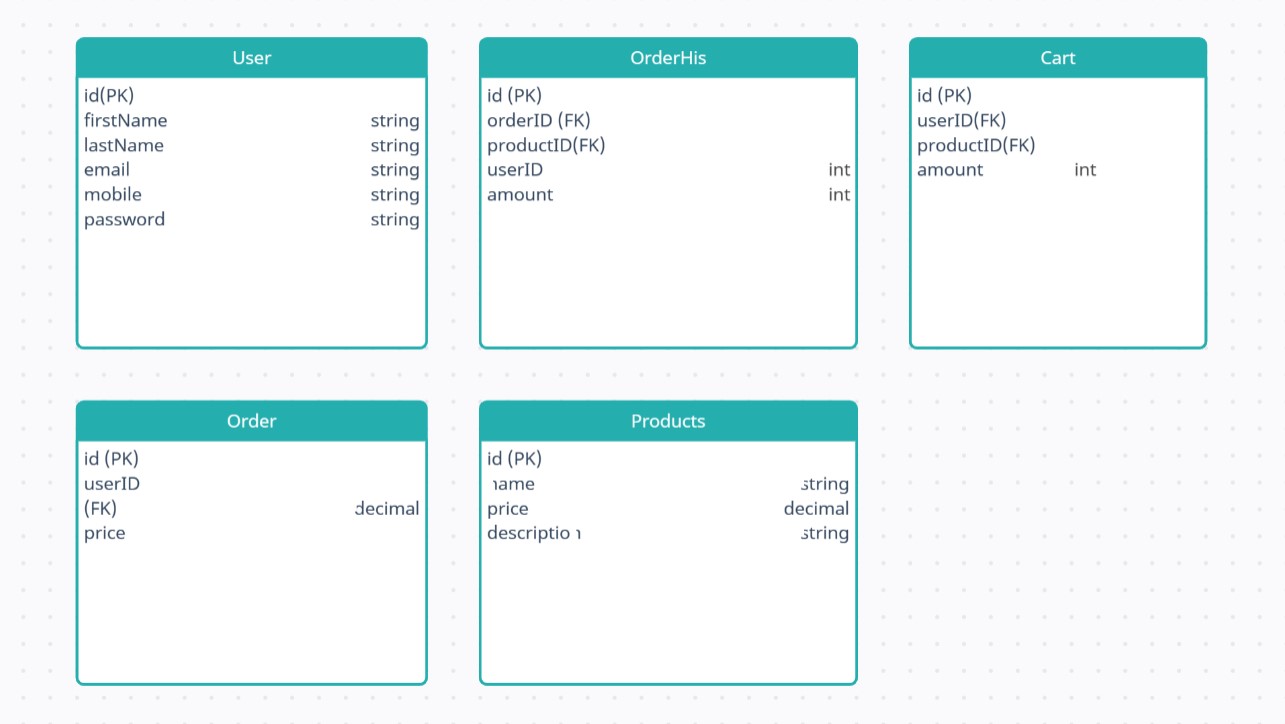 User
id(PK)
firstName string
lastName string
email string
mobile string
password string
OrderHis
id (PK)
orderID (FK)
productID(FK)
userID int
amount int
Cart
id (PK)
userID(FK)
productID(FK)
amount int
Order
id (PK)
userID
(FK) decimal
price
Products
id (PK)
name string
price decimal
description string